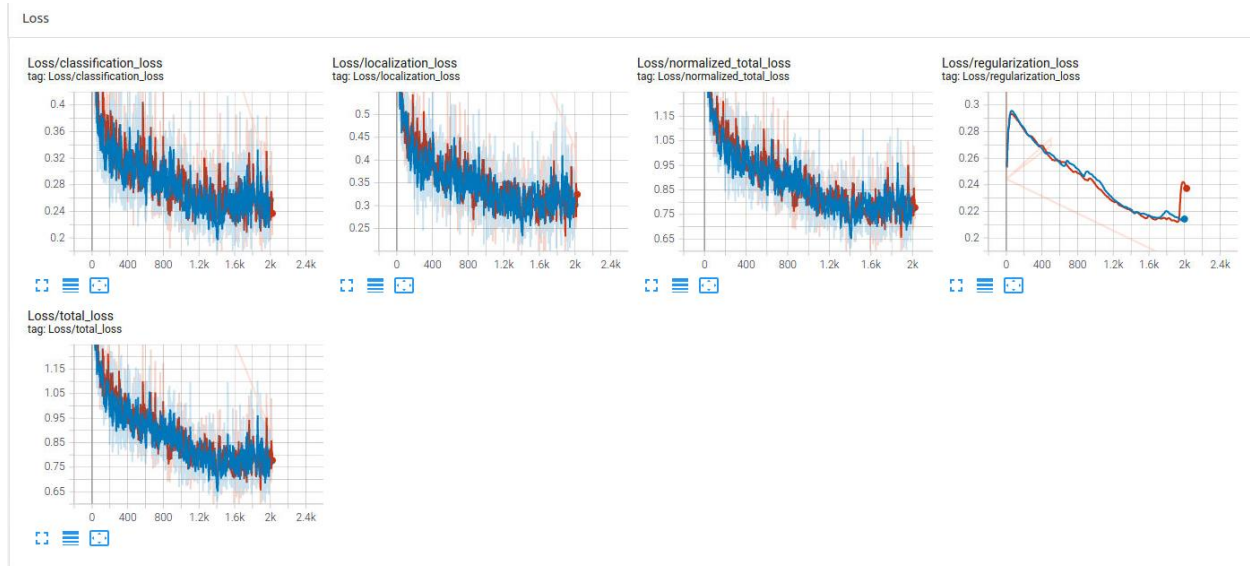 Loss
Loss/classification_loss
tag: Loss/classification_loss
0.4
0.36
0.32
0.28
0.24
0.2
0 400 800 1.2k 1.6k 2k 2.4k
Loss/localization_loss
tag: Loss/localization_loss
0.5
0.45
0.4
0.35
0.3
0.25
0 400 800 1.2k 1.6k 2k 2.4k
Loss/normalized_total_loss
tag: Loss/normalized_total_loss
1.15
1.05
0.95
0.85
0.75
0.65
0 400 800 1.2k 1.6k 2k 2.4k
Loss/regularization_loss
tag: Loss/regularization_loss
0.3
0.28
0.26
0.24
0.22
0.2
0 400 800 1.2k 1.6k 2k 2.4k
Loss/total_loss
tag: Loss/total_loss
1.15
1.05
0.95
0.85
0.75
0.65
0 400 800 1.2k 1.6k 2k 2.4k